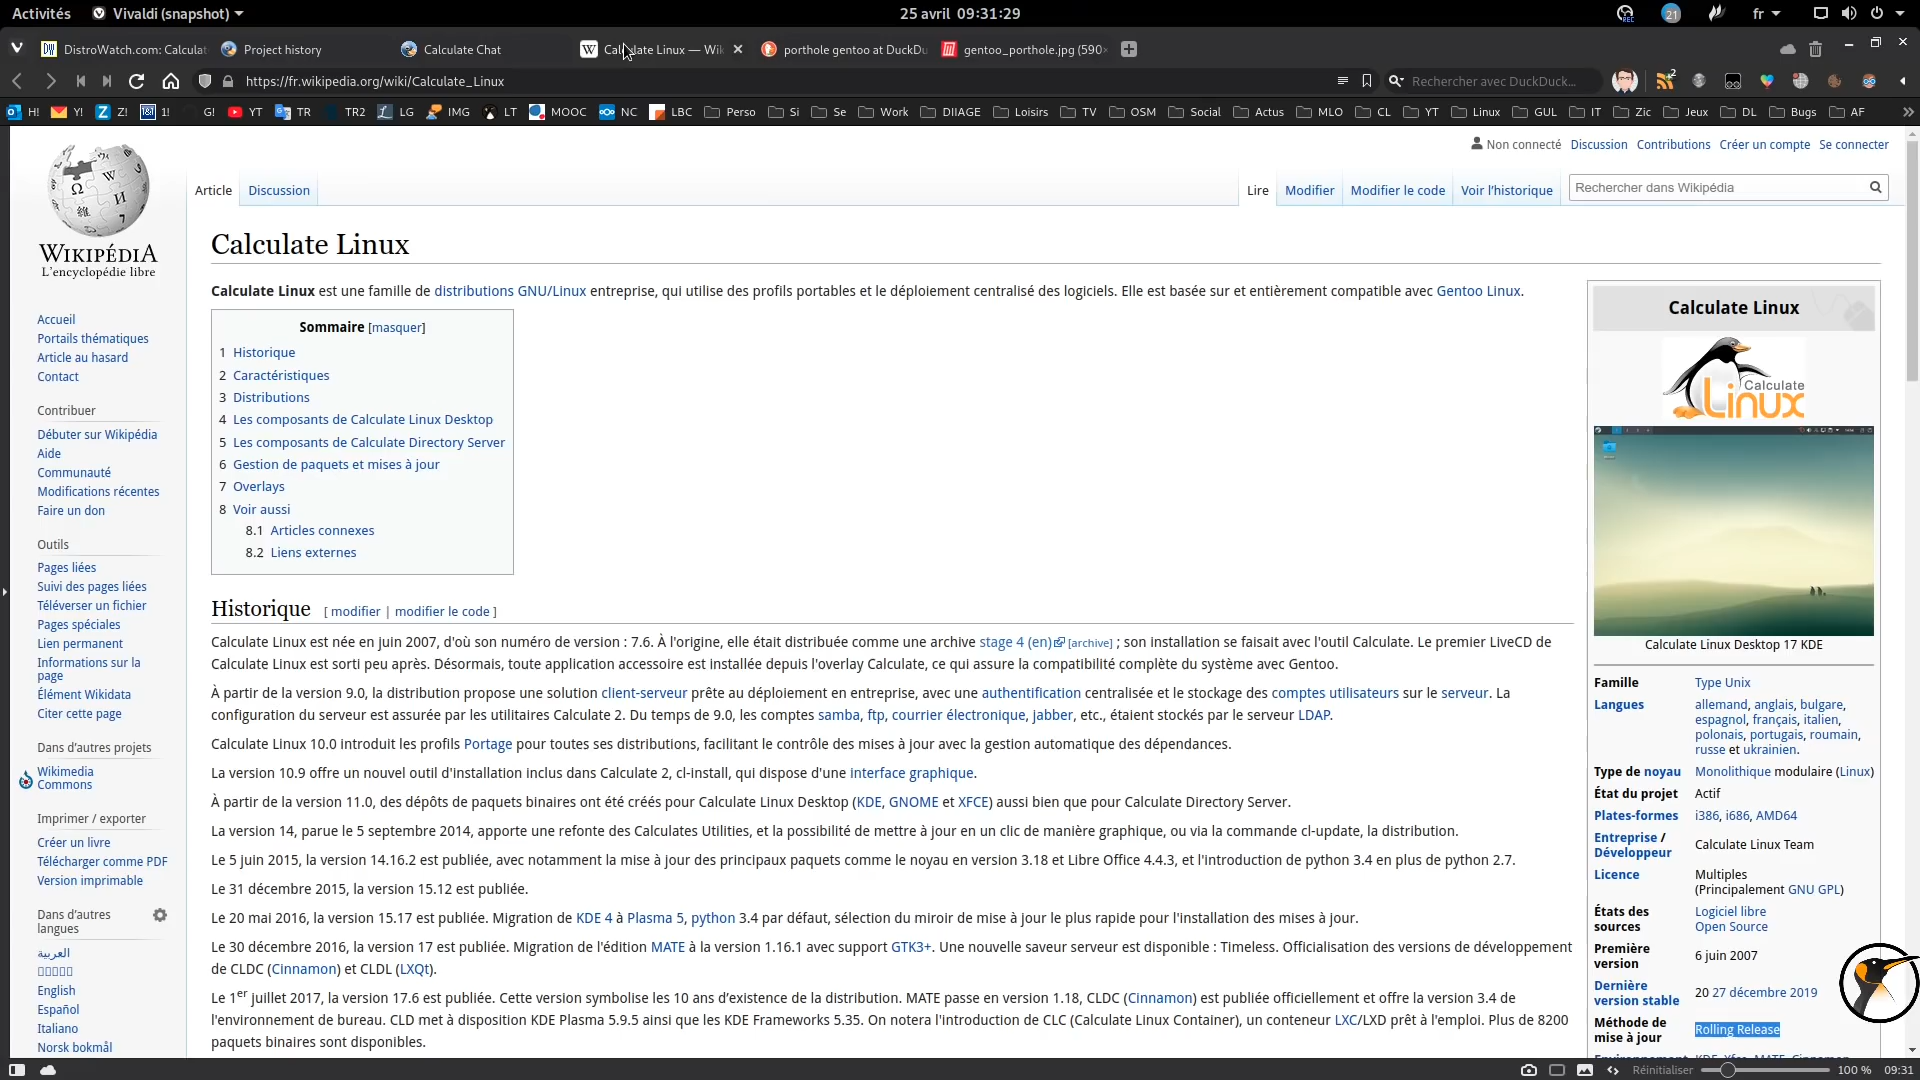 Activités
Vivaldi (snapshot)
25 avril 09:31:29
REC
21
fr
DistroWatch.com: Calculat
Project history
Calculate Chat
Calculate Linux — Wik
porthole gentoo at DuckDu
gentoo_porthole.jpg (590×
https://fr.wikipedia.org/wiki/Calculate_Linux
Rechercher avec DuckDuck...
2
H! Y! Z! 1! G! YT TR TR2 LG IMG LT MOOC NC LBC Perso Si Se Work DIIAGE Loisirs TV OSM Social Actus MLO CL YT Linux GUL IT Zic Jeux DL Bugs AF
Non connecté Discussion Contributions Créer un compte Se connecter
Article Discussion
Lire Modifier Modifier le code Voir l'historique
Rechercher dans Wikipédia
WIKIPÉDIA
L'encyclopédie libre
Accueil
Portails thématiques
Article au hasard
Contact
Contribuer
Débuter sur Wikipédia
Aide
Communauté
Modifications récentes
Faire un don
Outils
Pages liées
Suivi des pages liées
Téléverser un fichier
Pages spéciales
Lien permanent
Informations sur la
page
Élément Wikidata
Citer cette page
Dans d'autres projets
Wikimedia
Commons
Imprimer / exporter
Créer un livre
Télécharger comme PDF
Version imprimable
Dans d'autres
langues
العربية
English
Español
Italiano
Norsk bokmål
Calculate Linux
Calculate Linux est une famille de distributions GNU/Linux entreprise, qui utilise des profils portables et le déploiement centralisé des logiciels. Elle est basée sur et entièrement compatible avec Gentoo Linux.
Sommaire [masquer]
1 Historique
2 Caractéristiques
3 Distributions
4 Les composants de Calculate Linux Desktop
5 Les composants de Calculate Directory Server
6 Gestion de paquets et mises à jour
7 Overlays
8 Voir aussi
8.1 Articles connexes
8.2 Liens externes
Historique [ modifier | modifier le code ]
Calculate Linux est née en juin 2007, d'où son numéro de version : 7.6. À l'origine, elle était distribuée comme une archive stage 4 (en) [archive] ; son installation se faisait avec l'outil Calculate. Le premier LiveCD de
Calculate Linux est sorti peu après. Désormais, toute application accessoire est installée depuis l'overlay Calculate, ce qui assure la compatibilité complète du système avec Gentoo.
À partir de la version 9.0, la distribution propose une solution client-serveur prête au déploiement en entreprise, avec une authentification centralisée et le stockage des comptes utilisateurs sur le serveur. La
configuration du serveur est assurée par les utilitaires Calculate 2. Du temps de 9.0, les comptes samba, ftp, courrier électronique, jabber, etc., étaient stockés par le serveur LDAP.
Calculate Linux 10.0 introduit les profils Portage pour toutes ses distributions, facilitant le contrôle des mises à jour avec la gestion automatique des dépendances.
La version 10.9 offre un nouvel outil d'installation inclus dans Calculate 2, cl-install, qui dispose d'une interface graphique.
À partir de la version 11.0, des dépôts de paquets binaires ont été créés pour Calculate Linux Desktop (KDE, GNOME et XFCE) aussi bien que pour Calculate Directory Server.
La version 14, parue le 5 septembre 2014, apporte une refonte des Calculates Utilities, et la possibilité de mettre à jour en un clic de manière graphique, ou via la commande cl-update, la distribution.
Le 5 juin 2015, la version 14.16.2 est publiée, avec notamment la mise à jour des principaux paquets comme le noyau en version 3.18 et Libre Office 4.4.3, et l'introduction de python 3.4 en plus de python 2.7.
Le 31 décembre 2015, la version 15.12 est publiée.
Le 20 mai 2016, la version 15.17 est publiée. Migration de KDE 4 à Plasma 5, python 3.4 par défaut, sélection du miroir de mise à jour le plus rapide pour l'installation des mises à jour.
Le 30 décembre 2016, la version 17 est publiée. Migration de l'édition MATE à la version 1.16.1 avec support GTK3+. Une nouvelle saveur serveur est disponible : Timeless. Officialisation des versions de développement
de CLDC (Cinnamon) et CLDL (LXQt).
Le 1er juillet 2017, la version 17.6 est publiée. Cette version symbolise les 10 ans d'existence de la distribution. MATE passe en version 1.18, CLDC (Cinnamon) est publiée officiellement et offre la version 3.4 de
l'environnement de bureau. CLD met à disposition KDE Plasma 5.9.5 ainsi que les KDE Frameworks 5.35. On notera l'introduction de CLC (Calculate Linux Container), un conteneur LXC/LXD prêt à l'emploi. Plus de 8200
paquets binaires sont disponibles.
Calculate Linux
Calculate
Linux
Calculate Linux Desktop 17 KDE
Famille Type Unix
Langues allemand, anglais, bulgare,
espagnol, français, italien,
polonais, portugais, roumain,
russe et ukrainien.
Type de noyau Monolithique modulaire (Linux)
État du projet Actif
Plates-formes i386, i686, AMD64
Entreprise /
Développeur Calculate Linux Team
Licence Multiples
(Principalement GNU GPL)
États des
sources Logiciel libre
Open Source
Première
version 6 juin 2007
Dernière
version stable 20 27 décembre 2019
Méthode de
mise à jour Rolling Release
Environnement KDE, Xfce, MATE, Cinnamon,
Réinitialiser 100 % 09:31